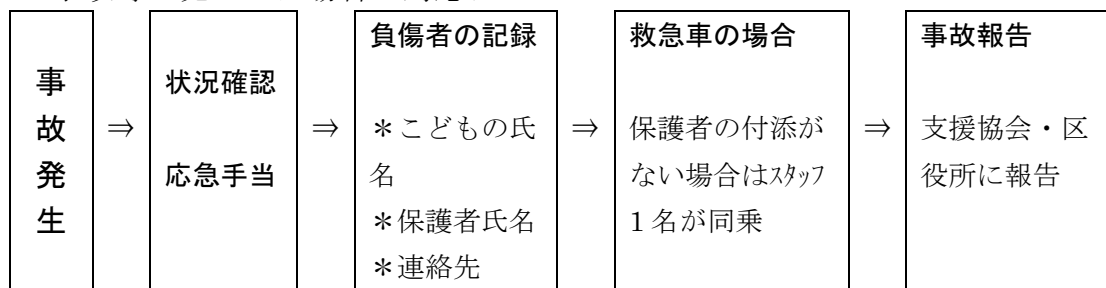 事故発生
⇒
状況確認
応急手当
⇒
負傷者の記録
＊こどもの氏
名
＊保護者氏名
＊連絡先
⇒
救急車の場合
保護者の付添が
ない場合はｽﾀｯﾌ
1名が同乗
⇒
事故報告
支援協会・区
役所に報告